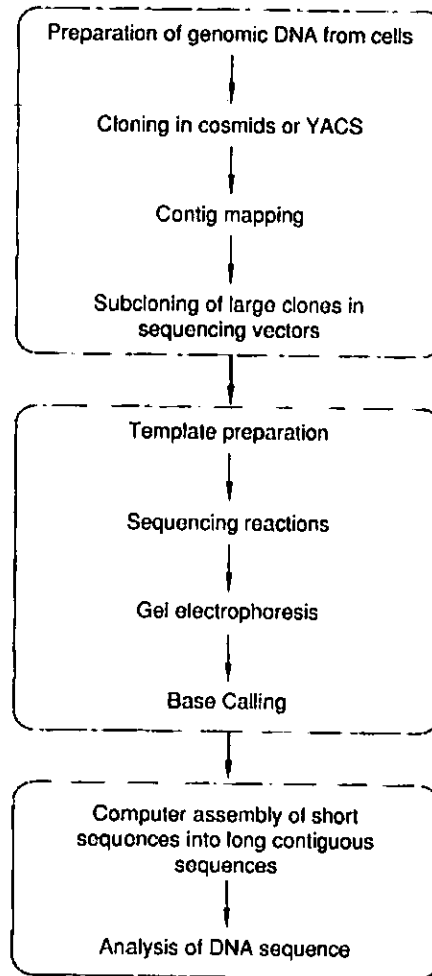 Preparation of genomic DNA from cells
Cloning in cosmids or YACS
Contig mapping
Subcloning of large clones in
sequencing vectors
Template preparation
Sequencing reactions
Gel electrophoresis
Base Calling
Computer assembly of short
sequences into long contiguous
sequences
Analysis of DNA sequence